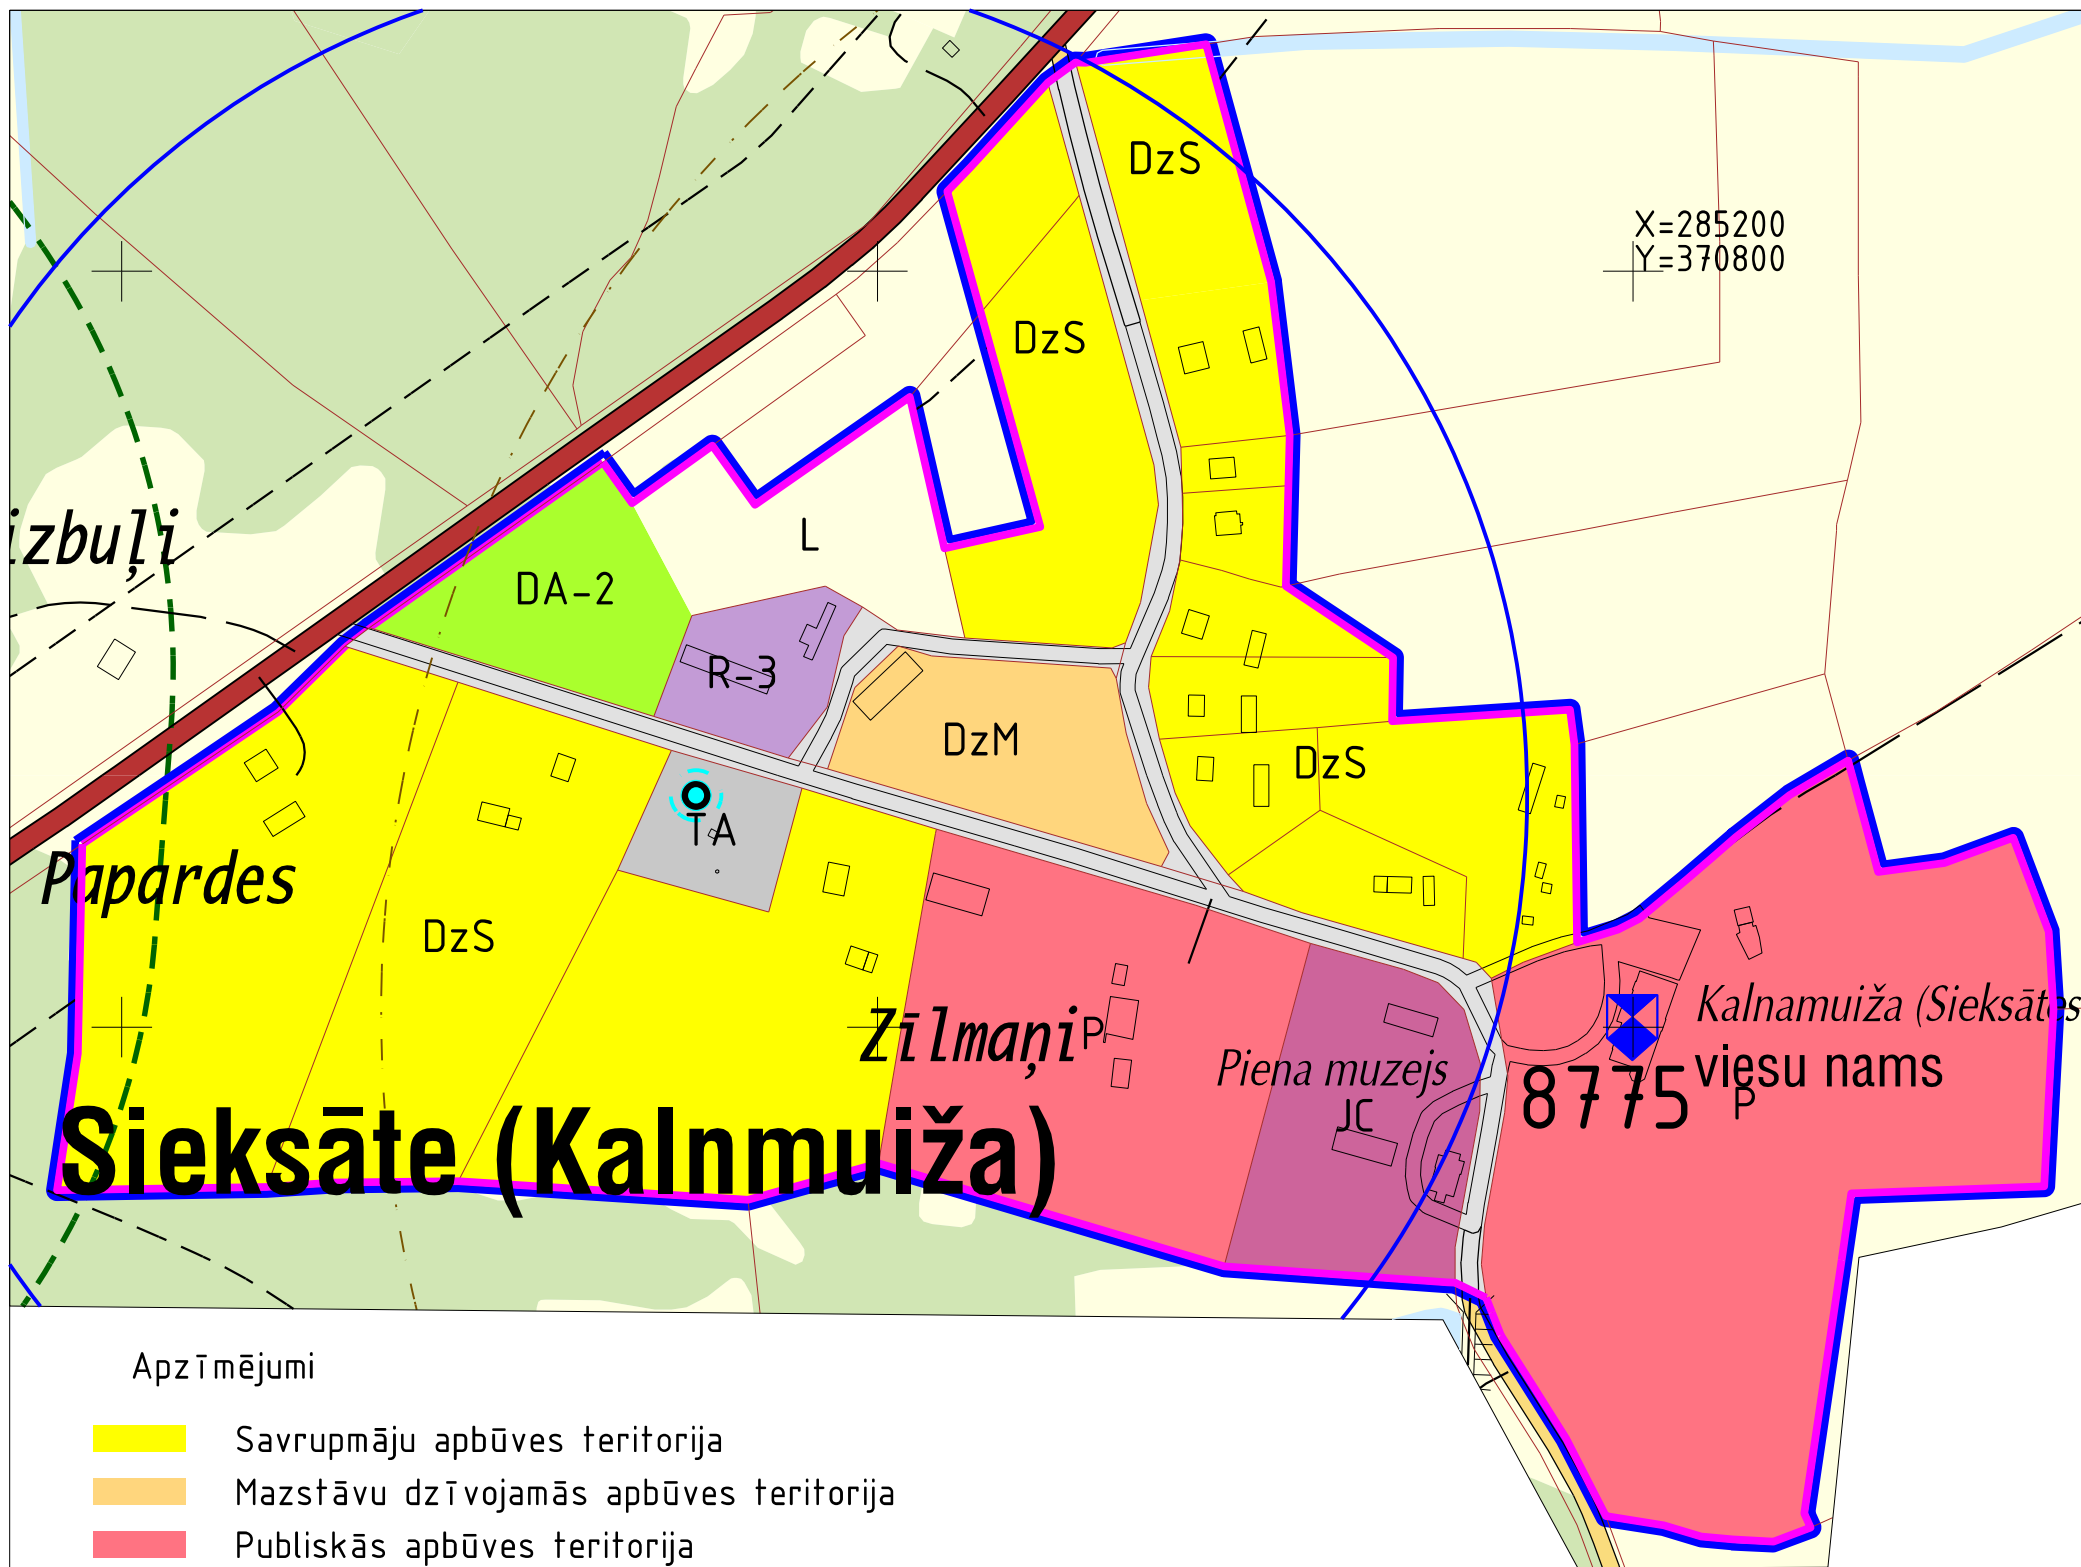 DzS
X=285200
Y=370800
DzS
L
izbuļi
DA-2
R-3
DzM
DzS
TA
Papardes
DzS
Zīlmaņi
P
Kalnamuiža (Sieksātes
Piena muzejs
viesu nams
8775
P
JC
Sieksāte (Kalnmuiža)
Apzīmējumi
Savrupmāju apbūves teritorija
Mazstāvu dzīvojamās apbūves teritorija
Publiskās apbūves teritorija